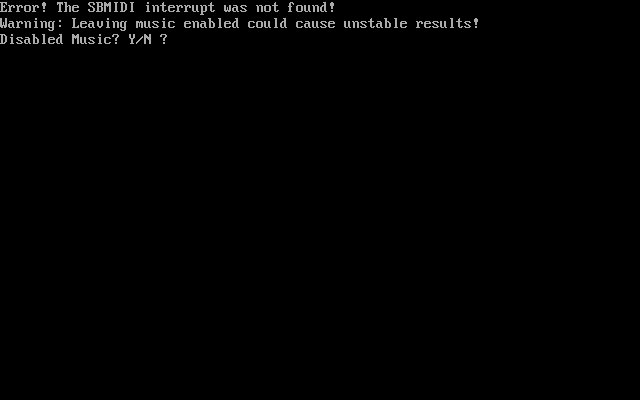 Error! The SBMIDI interrupt was not found!
Warning: Leaving music enabled could cause unstable results!
Disabled Music? Y/N ?